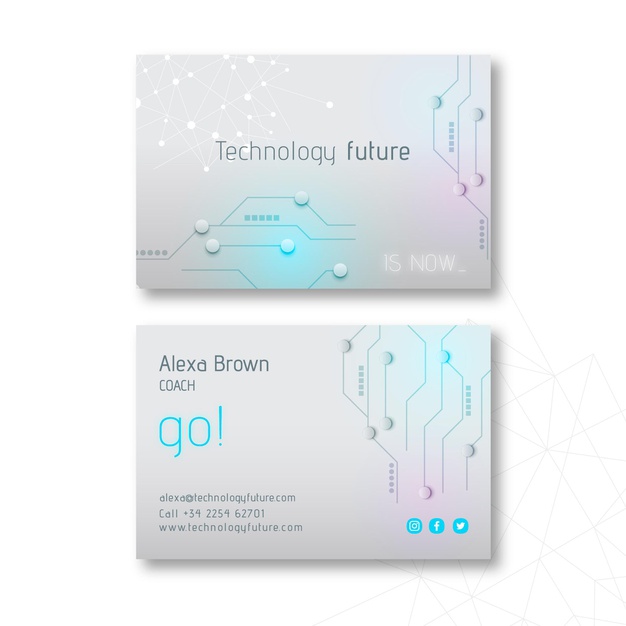 Technology future
IS NOW_
Alexa Brown
COACH
go!
alexa@technologyfuture.com
Call +34 2254 62701
www.technologyfuture.com